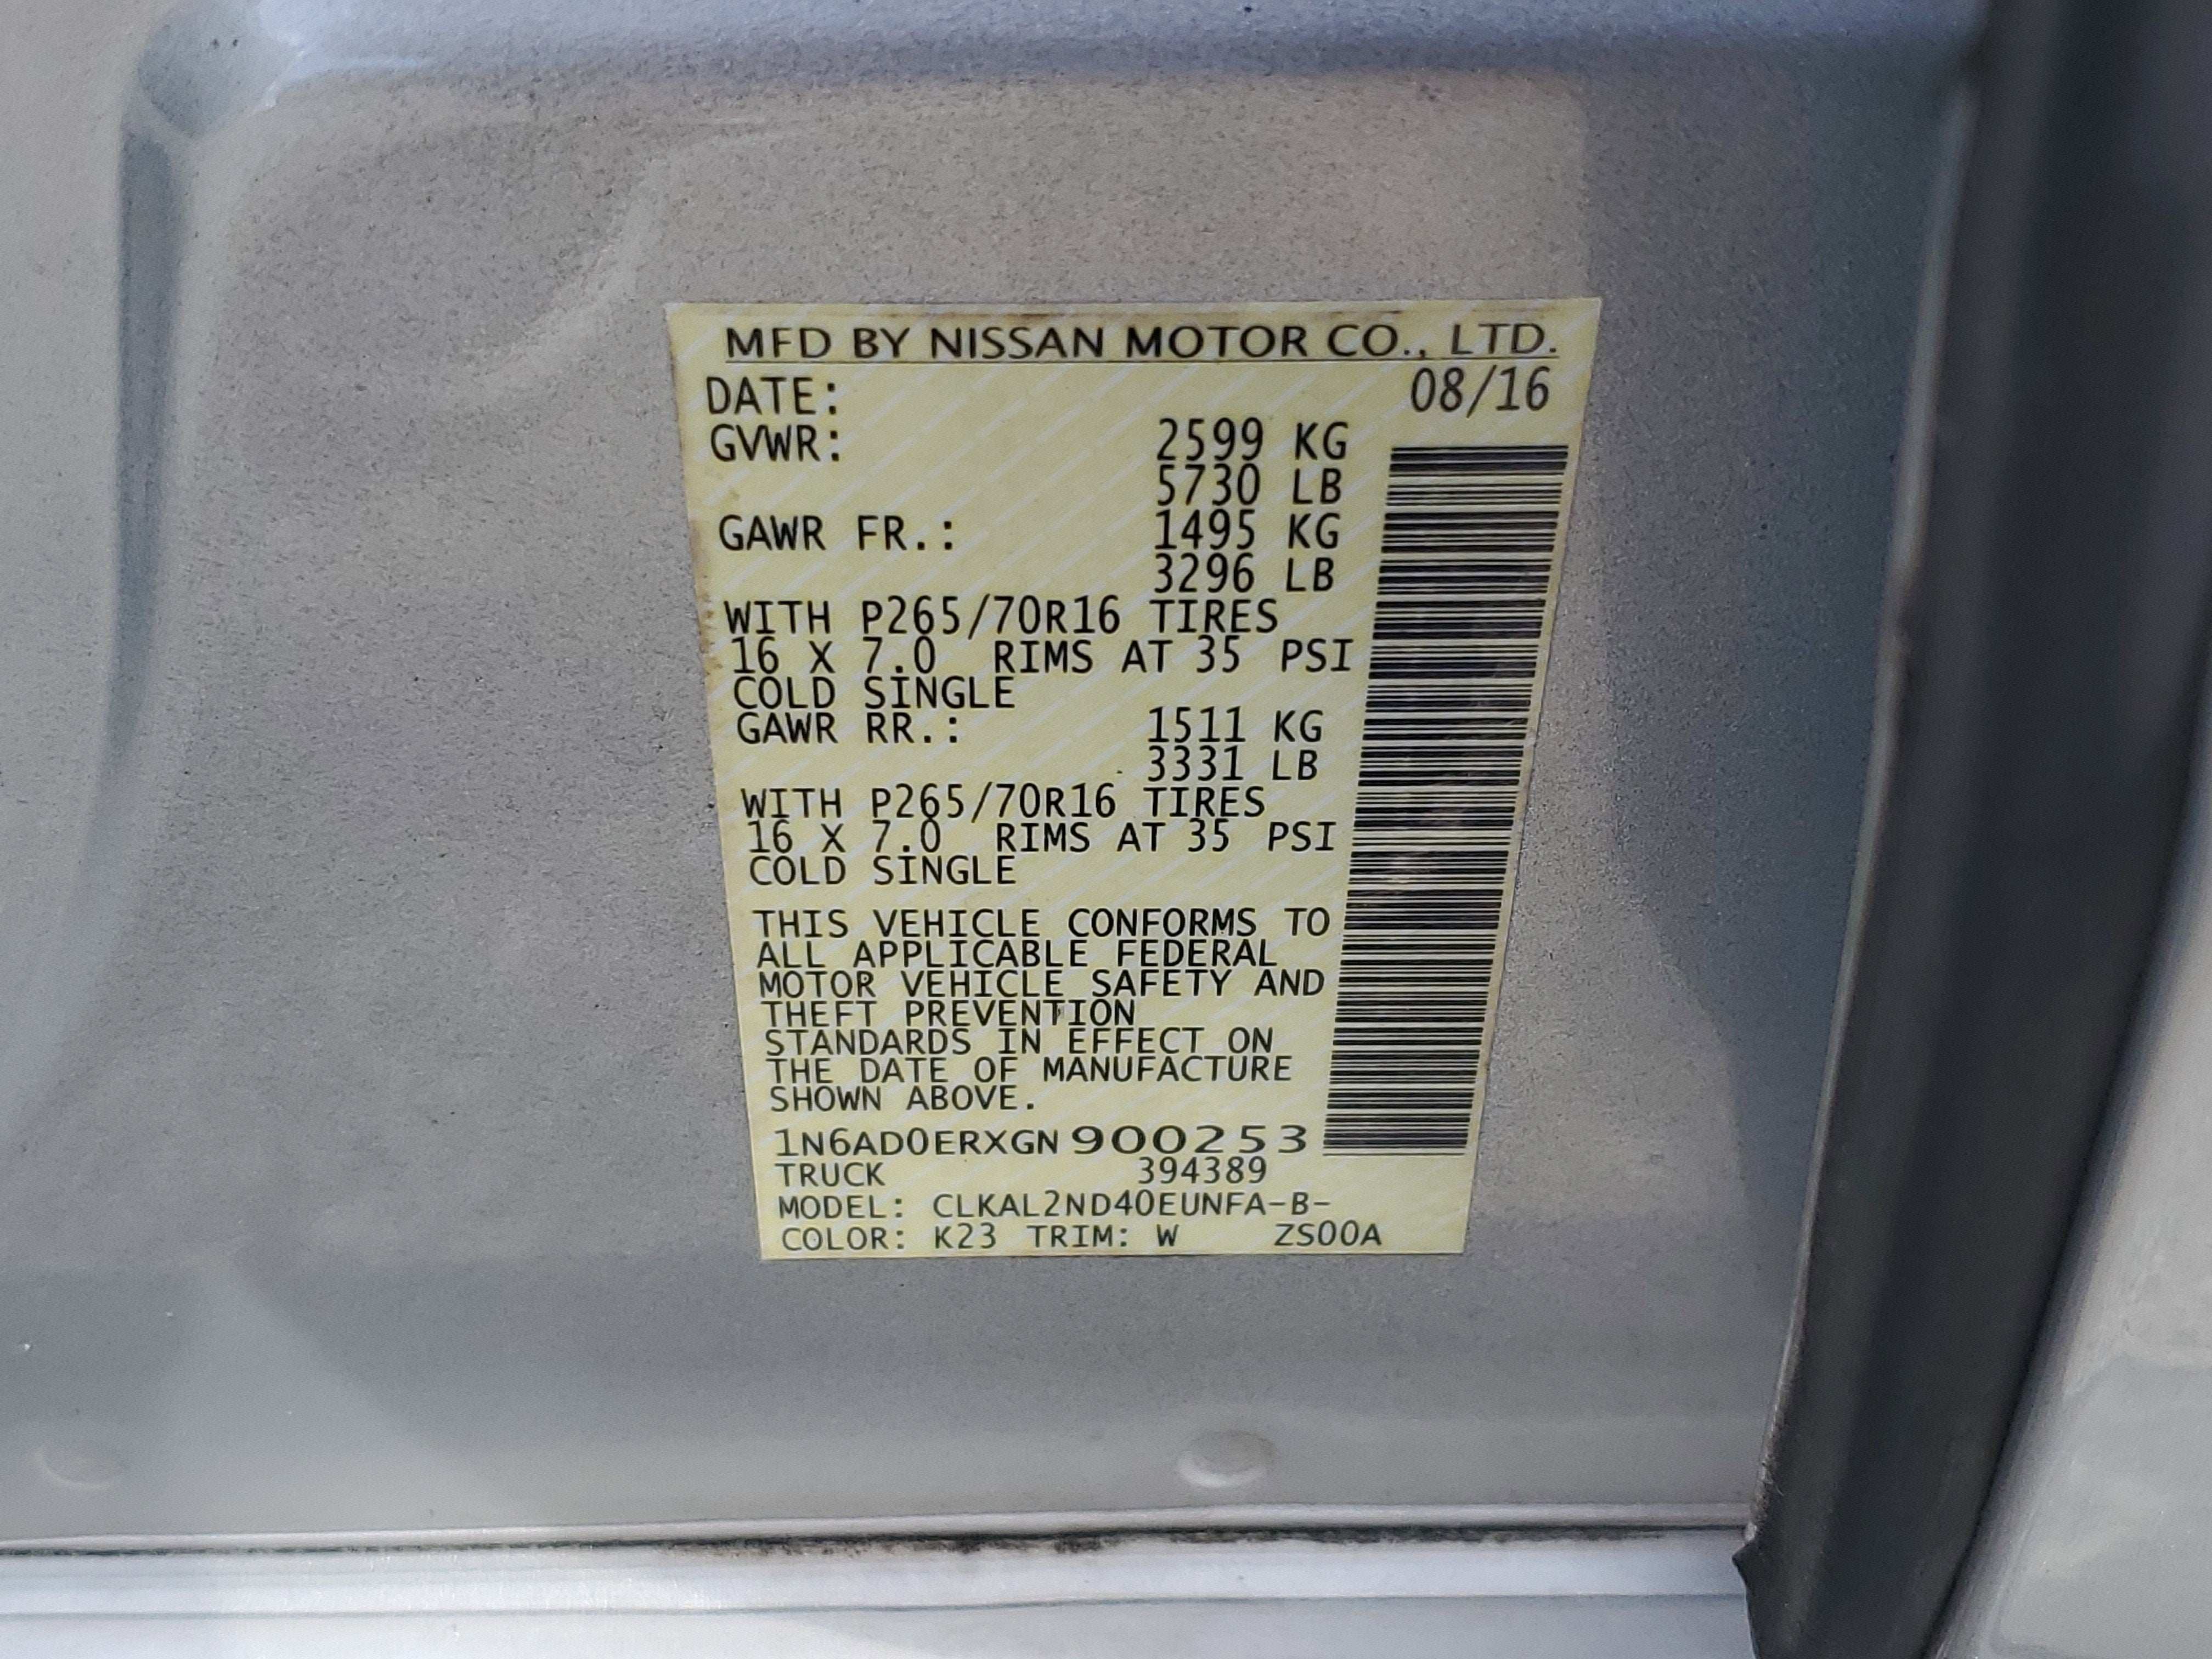 MFD BY NISSAN MOTOR CO., LTD.
DATE: 08/16
GVWR: 2599 KG
5730 LB
GAWR FR.: 1495 KG
3296 LB
WITH P265/70R16 TIRES
16 X 7.0 RIMS AT 35 PSI
COLD SINGLE
GAWR RR.: 1511 KG
3331 LB
WITH P265/70R16 TIRES
16 X 7.0 RIMS AT 35 PSI
COLD SINGLE
THIS VEHICLE CONFORMS TO
ALL APPLICABLE FEDERAL
MOTOR VEHICLE SAFETY AND
THEFT PREVENTION
STANDARDS IN EFFECT ON
THE DATE OF MANUFACTURE
SHOWN ABOVE.
1N6AD0ERXGN 900253
TRUCK 394389
MODEL: CLKAL2ND40EUNFA-B-
COLOR: K23 TRIM: W ZS00A